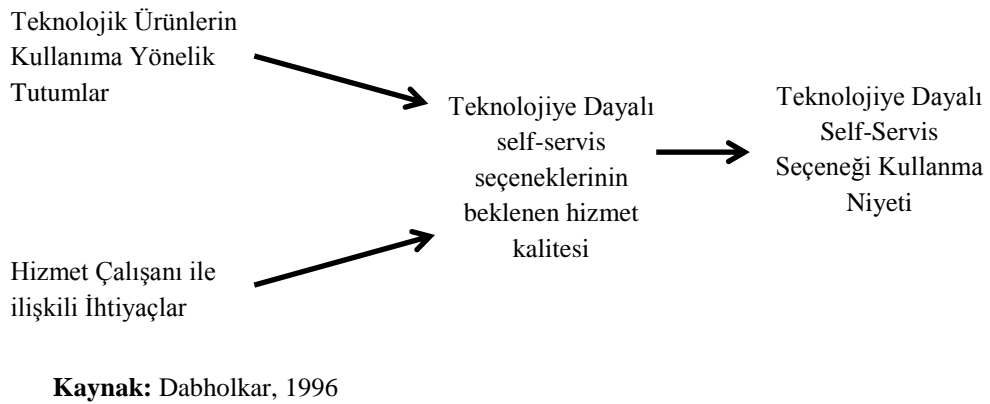 Teknolojik Ürünlerin
Kullanıma Yönelik
Tutumlar
Hizmet Çalışanı ile
ilişkili İhtiyaçlar
Teknolojiye Dayalı
self-servis
seçeneklerinin
beklenen hizmet
kalitesi
Teknolojiye Dayalı
Self-Servis
Seçeneği Kullanma
Niyeti
Kaynak: Dabholkar, 1996